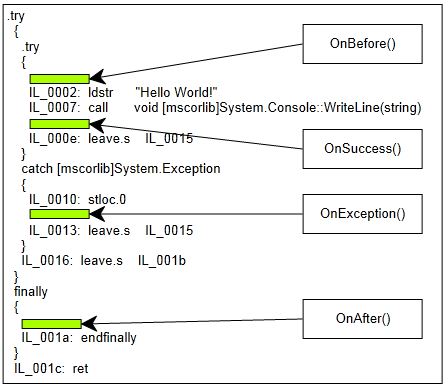 .try
{
.try
{
OnBefore()
IL_0002: ldstr "Hello World!"
IL_0007: call void [mscorlib]System.Console::WriteLine(string)
IL_000e: leave.s IL_0015
OnSuccess()
}
catch [mscorlib]System.Exception
{
IL_0010: stloc.0
OnException()
IL_0013: leave.s IL_0015
}
IL_0016: leave.s IL_001b
}
finally
{
OnAfter()
IL_001a: endfinally
}
IL_001c: ret